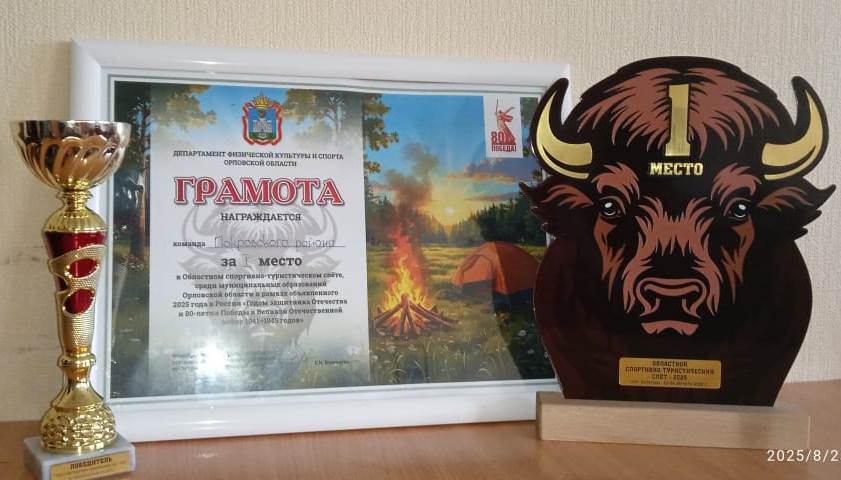 80
ПОБЕДА!
ДЕПАРТАМЕНТ ФИЗИЧЕСКОЙ КУЛЬТУРЫ И СПОРТА
ОРЛОВСКОЙ ОБЛАСТИ
ГРАМОТА
НАГРАЖДАЕТСЯ
команда Покровского района
за I место
в Областном спортивно-туристическом слёте,
среди муниципальных образований
Орловской области в рамках объявленного
2025 года в России «Годом защитника Отечества
и 80-летия Победы в Великой Отечественной
войне 1941-1945 годов»
1
МЕСТО
ОБЛАСТНОЙ
СПОРТИВНО-ТУРИСТИЧЕСКИЙ
СЛЁТ - 2025
ПОБЕДИТЕЛЬ
2025/8/2